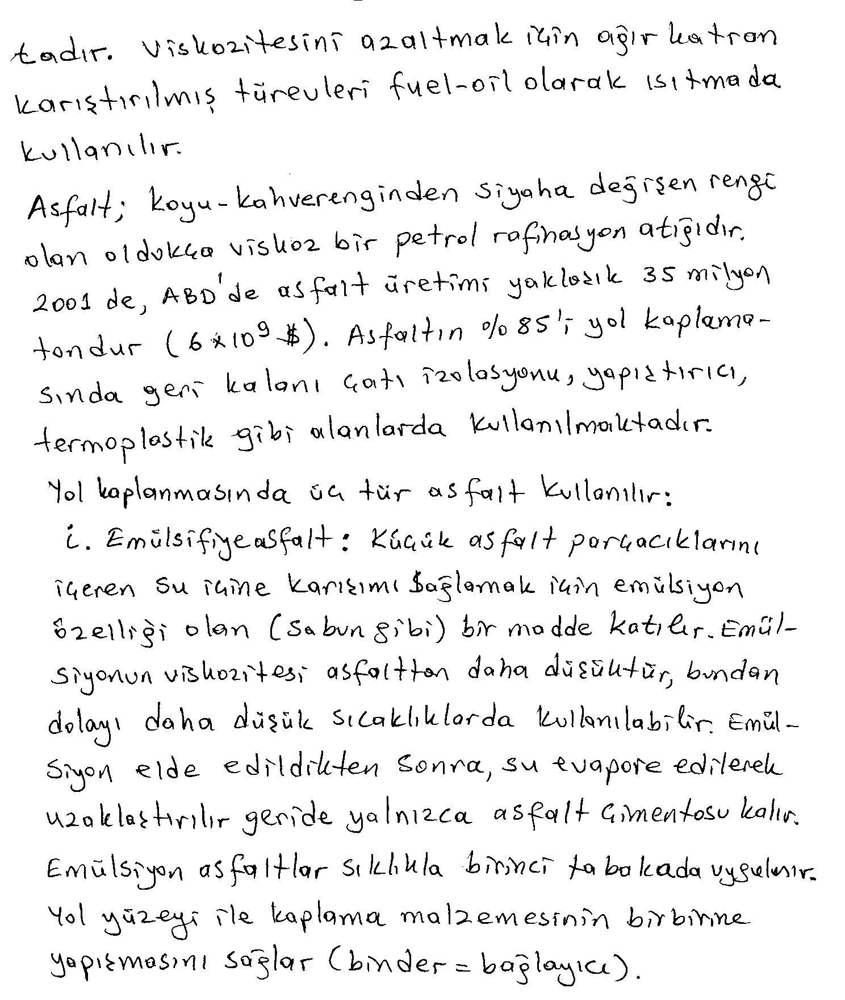 tadır. Viskozitesini azaltmak için ağır katran
karıştırılmış türevleri fuel-oil olarak ısıtmada
kullanılır.
Asfalt; koyu-kahverenginden siyaha değişen rengi
olan oldukça viskoz bir petrol rafinasyon atığıdır.
2001 de, ABD'de asfalt üretimi yaklaşık 35 milyon
tondur (6x10⁹ $). Asfaltın %85'i yol kaplama-
sında geri kalanı çatı izolasyonu, yapıştırıcı,
termoplastik gibi alanlarda kullanılmaktadır.
Yol kaplanmasında üç tür asfalt kullanılır:
i. Emülsifiye asfalt: Küçük asfalt parçacıklarını
içeren su içine karışımı sağlamak için emülsiyon
özelliği olan (sabun gibi) bir madde katılır. Emül-
siyonun viskozitesi asfalttan daha düşüktür, bundan
dolayı daha düşük sıcaklıklarda kullanılabilir. Emül-
siyon elde edildikten sonra, su evapore edilerek
uzaklaştırılır geride yalnızca asfalt çimentosu kalır.
Emülsiyon asfaltlar sıklıkla birinci tabakada uygulanır.
Yol yüzeyi ile kaplama malzemesinin birbirine
yapışmasını sağlar (binder = bağlayıcı).